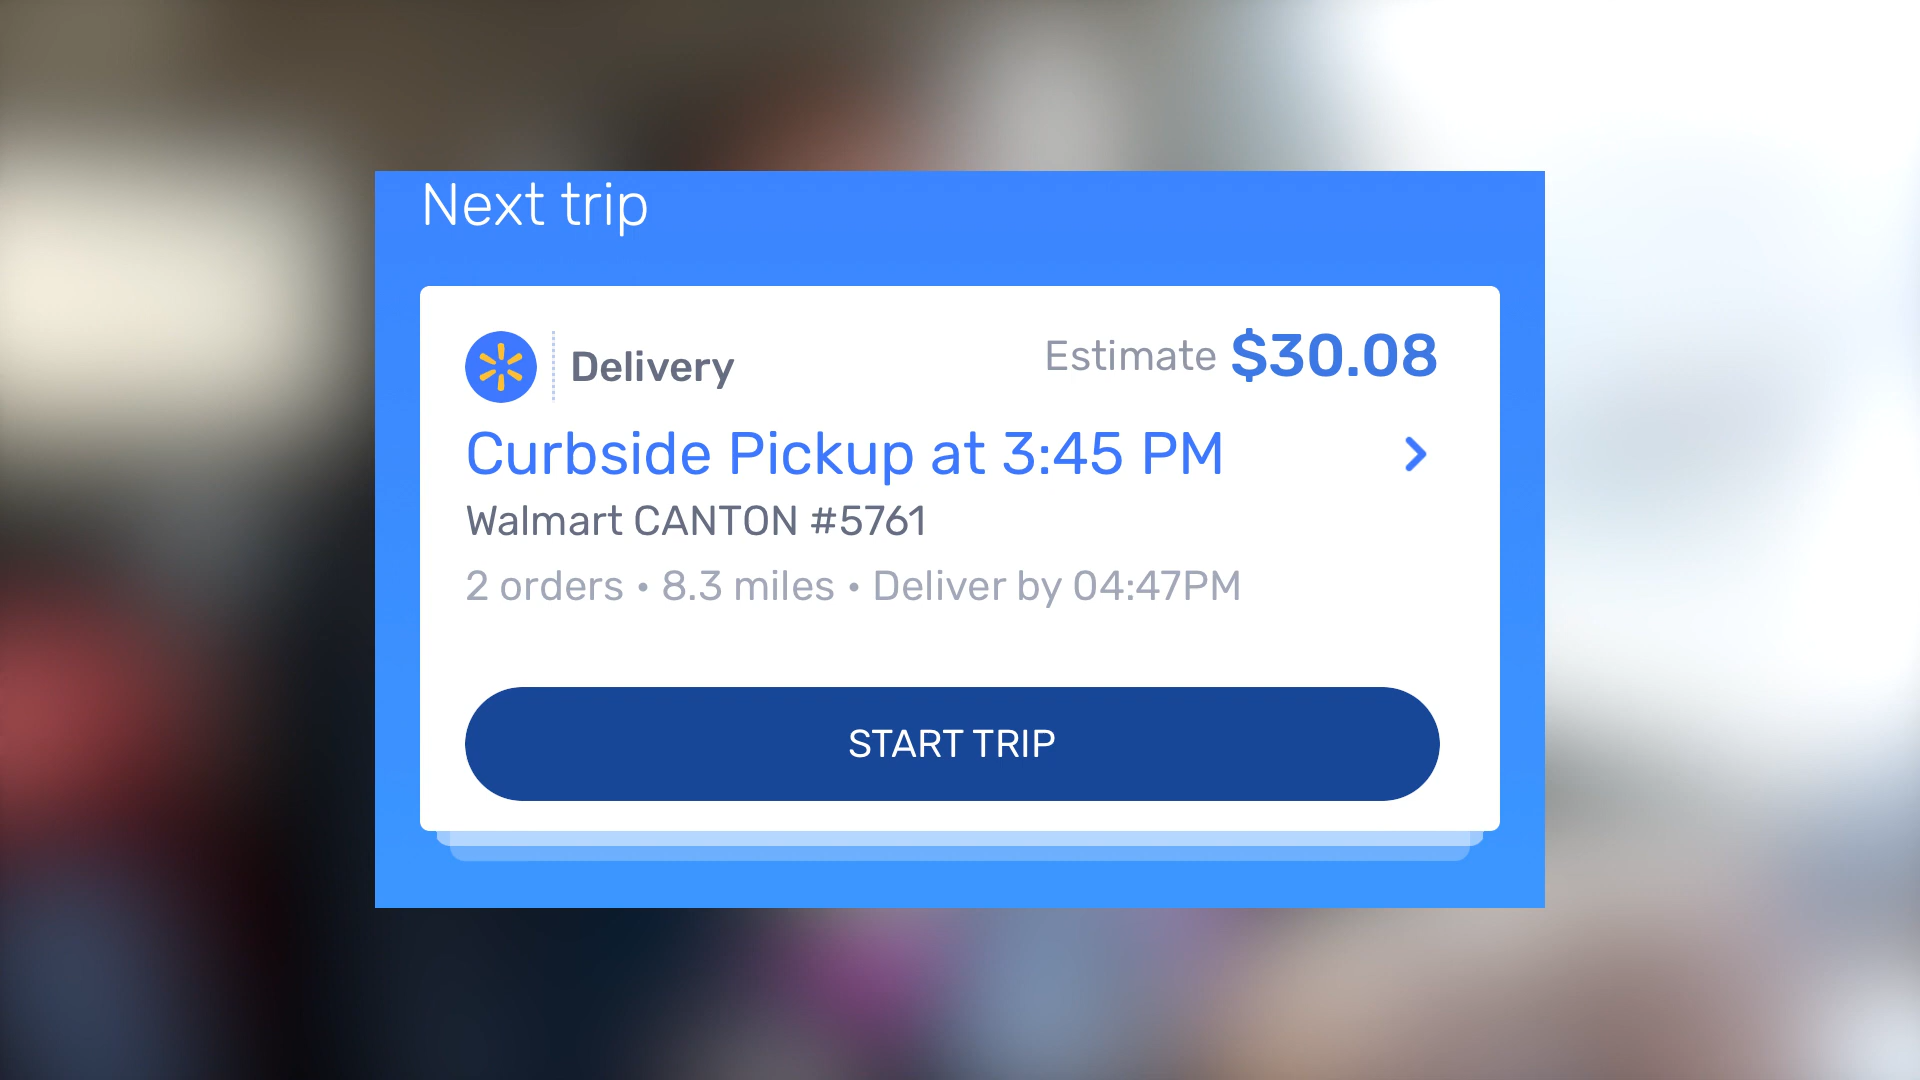 Next trip
Delivery
Estimate $30.08
Curbside Pickup at 3:45 PM
Walmart CANTON #5761
2 orders • 8.3 miles • Deliver by 04:47PM
START TRIP